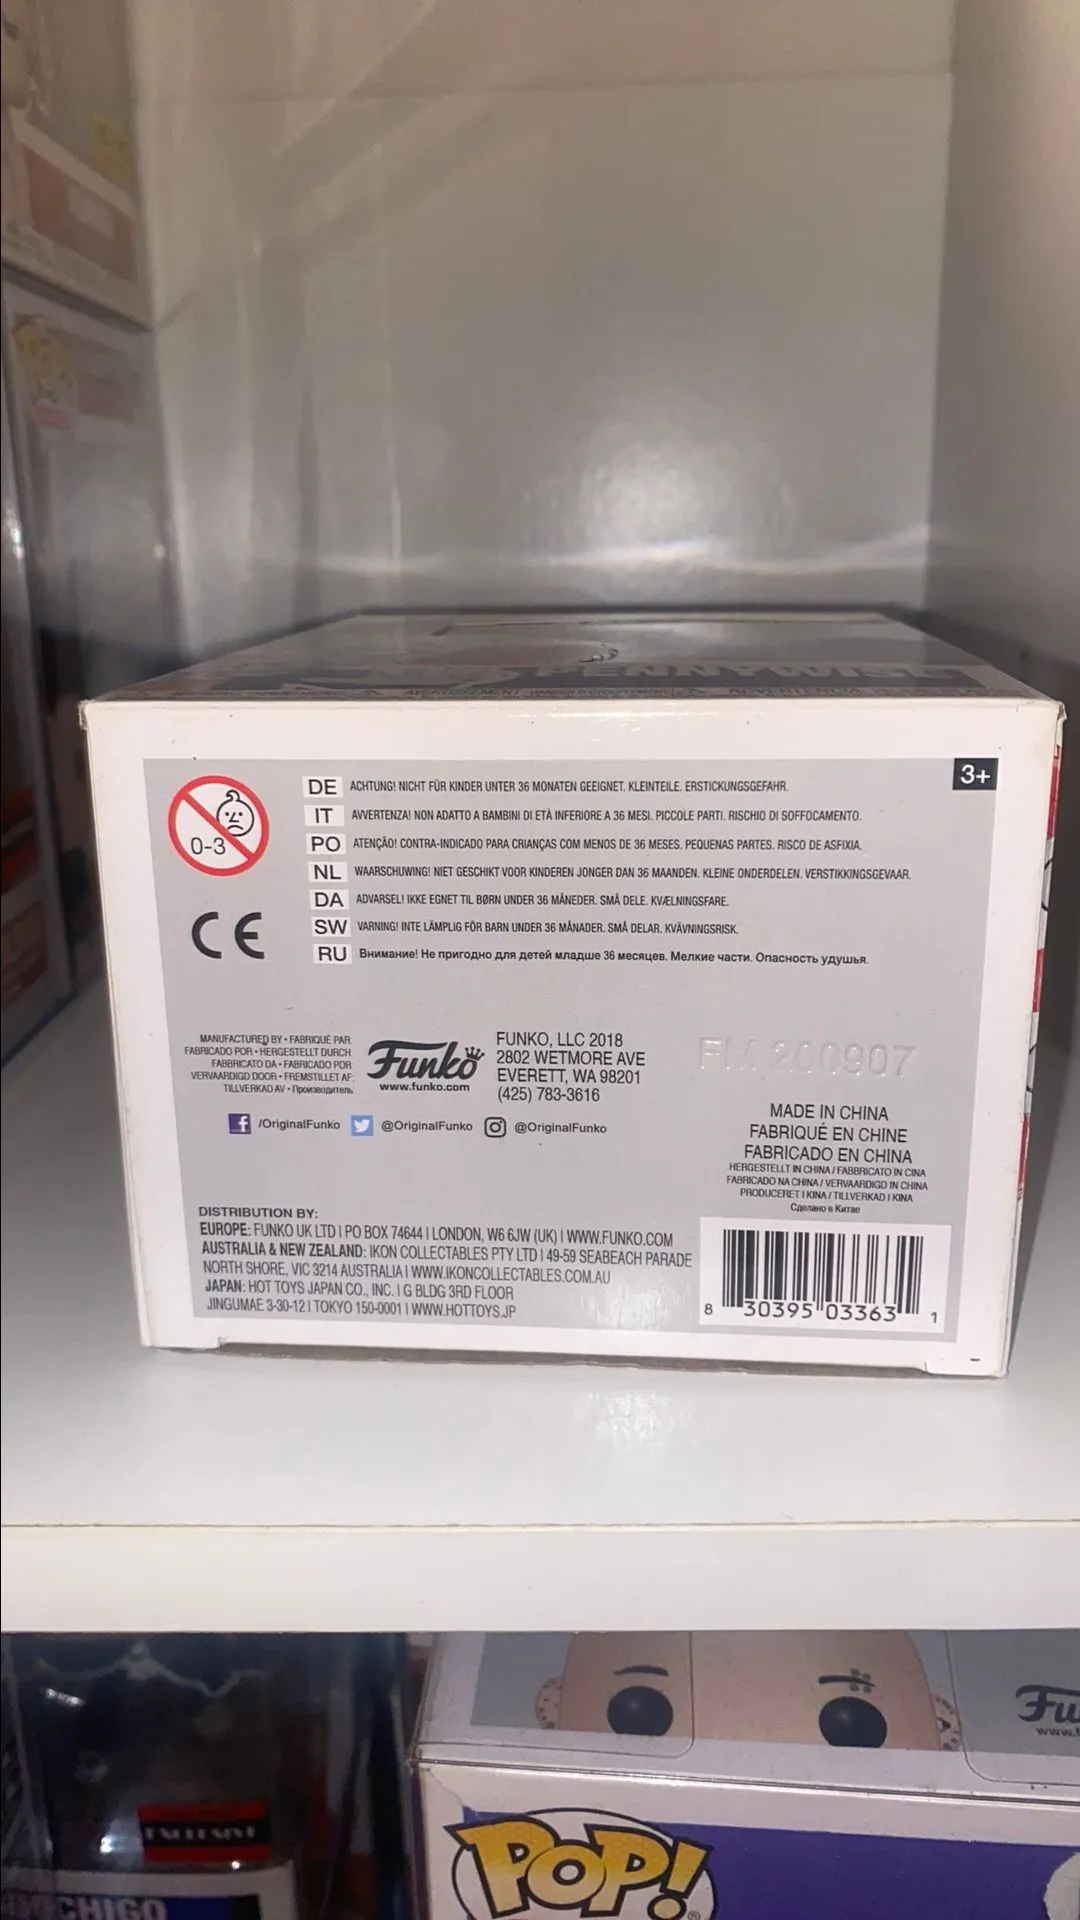 PENNYWISE
3+
0-3
DE ACHTUNG! NICHT FÜR KINDER UNTER 36 MONATEN GEEIGNET. KLEINTEILE. ERSTICKUNGSGEFAHR.
IT AVVERTENZA! NON ADATTO A BAMBINI DI ETÀ INFERIORE A 36 MESI. PICCOLE PARTI. RISCHIO DI SOFFOCAMENTO.
PO ATENÇÃO! CONTRA-INDICADO PARA CRIANÇAS COM MENOS DE 36 MESES. PEQUENAS PARTES. RISCO DE ASFIXIA.
NL WAARSCHUWING! NIET GESCHIKT VOOR KINDEREN JONGER DAN 36 MAANDEN. KLEINE ONDERDELEN. VERSTIKKINGSGEVAAR.
DA ADVARSEL! IKKE EGNET TIL BØRN UNDER 36 MÅNEDER. SMÅ DELE. KVÆLNINGSFARE.
SW VARNING! INTE LÄMPLIG FÖR BARN UNDER 36 MÅNADER. SMÅ DELAR. KVÄVNINGSRISK.
RU Внимание! Не пригодно для детей младше 36 месяцев. Мелкие части. Опасность удушья.
CE
MANUFACTURED BY • FABRIQUÉ PAR
FABRICADO POR • HERGESTELLT DURCH
FABBRICATO DA • FABRICADO POR
VERVAARDIGD DOOR • FREMSTILLET AF
TILLVERKAD AV • Производитель
Funko
www.funko.com
FUNKO, LLC 2018
2802 WETMORE AVE
EVERETT, WA 98201
(425) 783-3616
FM 200907
/OriginalFunko @OriginalFunko @OriginalFunko
MADE IN CHINA
FABRIQUÉ EN CHINE
FABRICADO EN CHINA
HERGESTELLT IN CHINA / FABBRICATO IN CINA
FABRICADO NA CHINA / VERVAARDIGD IN CHINA
PRODUCERET I KINA / TILLVERKAD I KINA
Сделано в Китае
DISTRIBUTION BY:
EUROPE: FUNKO UK LTD I PO BOX 74644 I LONDON, W6 6JW (UK) I WWW.FUNKO.COM
AUSTRALIA & NEW ZEALAND: IKON COLLECTABLES PTY LTD I 49-59 SEABEACH PARADE
NORTH SHORE, VIC 3214 AUSTRALIA I WWW.IKONCOLLECTABLES.COM.AU
JAPAN: HOT TOYS JAPAN CO., INC. I G BLDG 3RD FLOOR
JINGUMAE 3-30-12 I TOKYO 150-0001 I WWW.HOTTOYS.JP
8 30395 03363 1
Fu
www.f
EXCLUSIVE
CHIGO
POP!